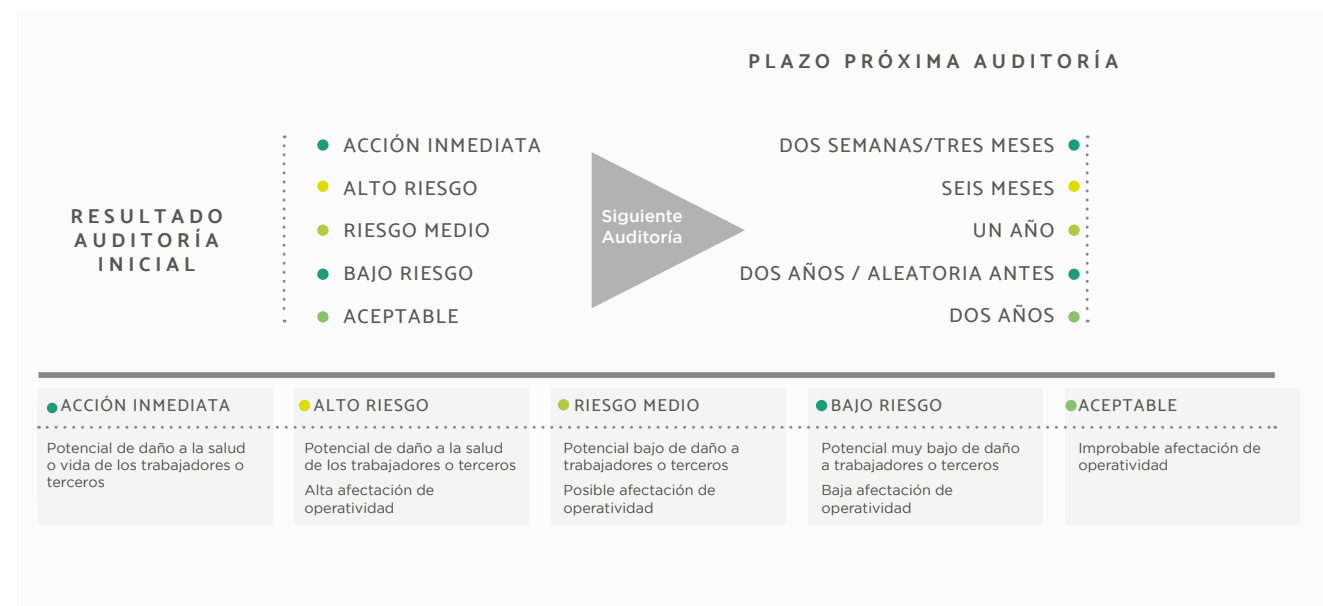 PLAZO PRÓXIMA AUDITORÍA
RESULTADO
AUDITORÍA
INICIAL
ACCIÓN INMEDIATA
ALTO RIESGO
RIESGO MEDIO
BAJO RIESGO
ACEPTABLE
Siguiente
Auditoría
DOS SEMANAS/TRES MESES
SEIS MESES
UN AÑO
DOS AÑOS / ALEATORIA ANTES
DOS AÑOS
ACCIÓN INMEDIATA
Potencial de daño a la salud
o vida de los trabajadores o
terceros
ALTO RIESGO
Potencial de daño a la salud
de los trabajadores o terceros
Alta afectación de
operatividad
RIESGO MEDIO
Potencial bajo de daño a
trabajadores o terceros
Posible afectación de
operatividad
BAJO RIESGO
Potencial muy bajo de daño
a trabajadores o terceros
Baja afectación de
operatividad
ACEPTABLE
Improbable afectación de
operatividad